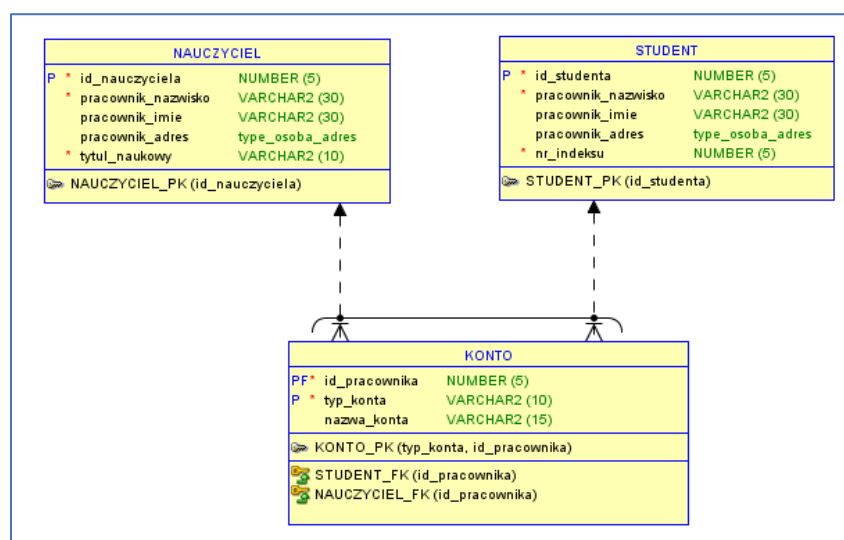 NAUCZYCIEL
P * id_nauczyciela NUMBER (5)
* pracownik_nazwisko VARCHAR2 (30)
pracownik_imie VARCHAR2 (30)
pracownik_adres type_osoba_adres
* tytul_naukowy VARCHAR2 (10)
NAUCZYCIEL_PK (id_nauczyciela)
STUDENT
P * id_studenta NUMBER (5)
* pracownik_nazwisko VARCHAR2 (30)
pracownik_imie VARCHAR2 (30)
pracownik_adres type_osoba_adres
* nr_indeksu NUMBER (5)
STUDENT_PK (id_studenta)
KONTO
PF* id_pracownika NUMBER (5)
P * typ_konta VARCHAR2 (10)
nazwa_konta VARCHAR2 (15)
KONTO_PK (typ_konta, id_pracownika)
STUDENT_FK (id_pracownika)
NAUCZYCIEL_FK (id_pracownika)